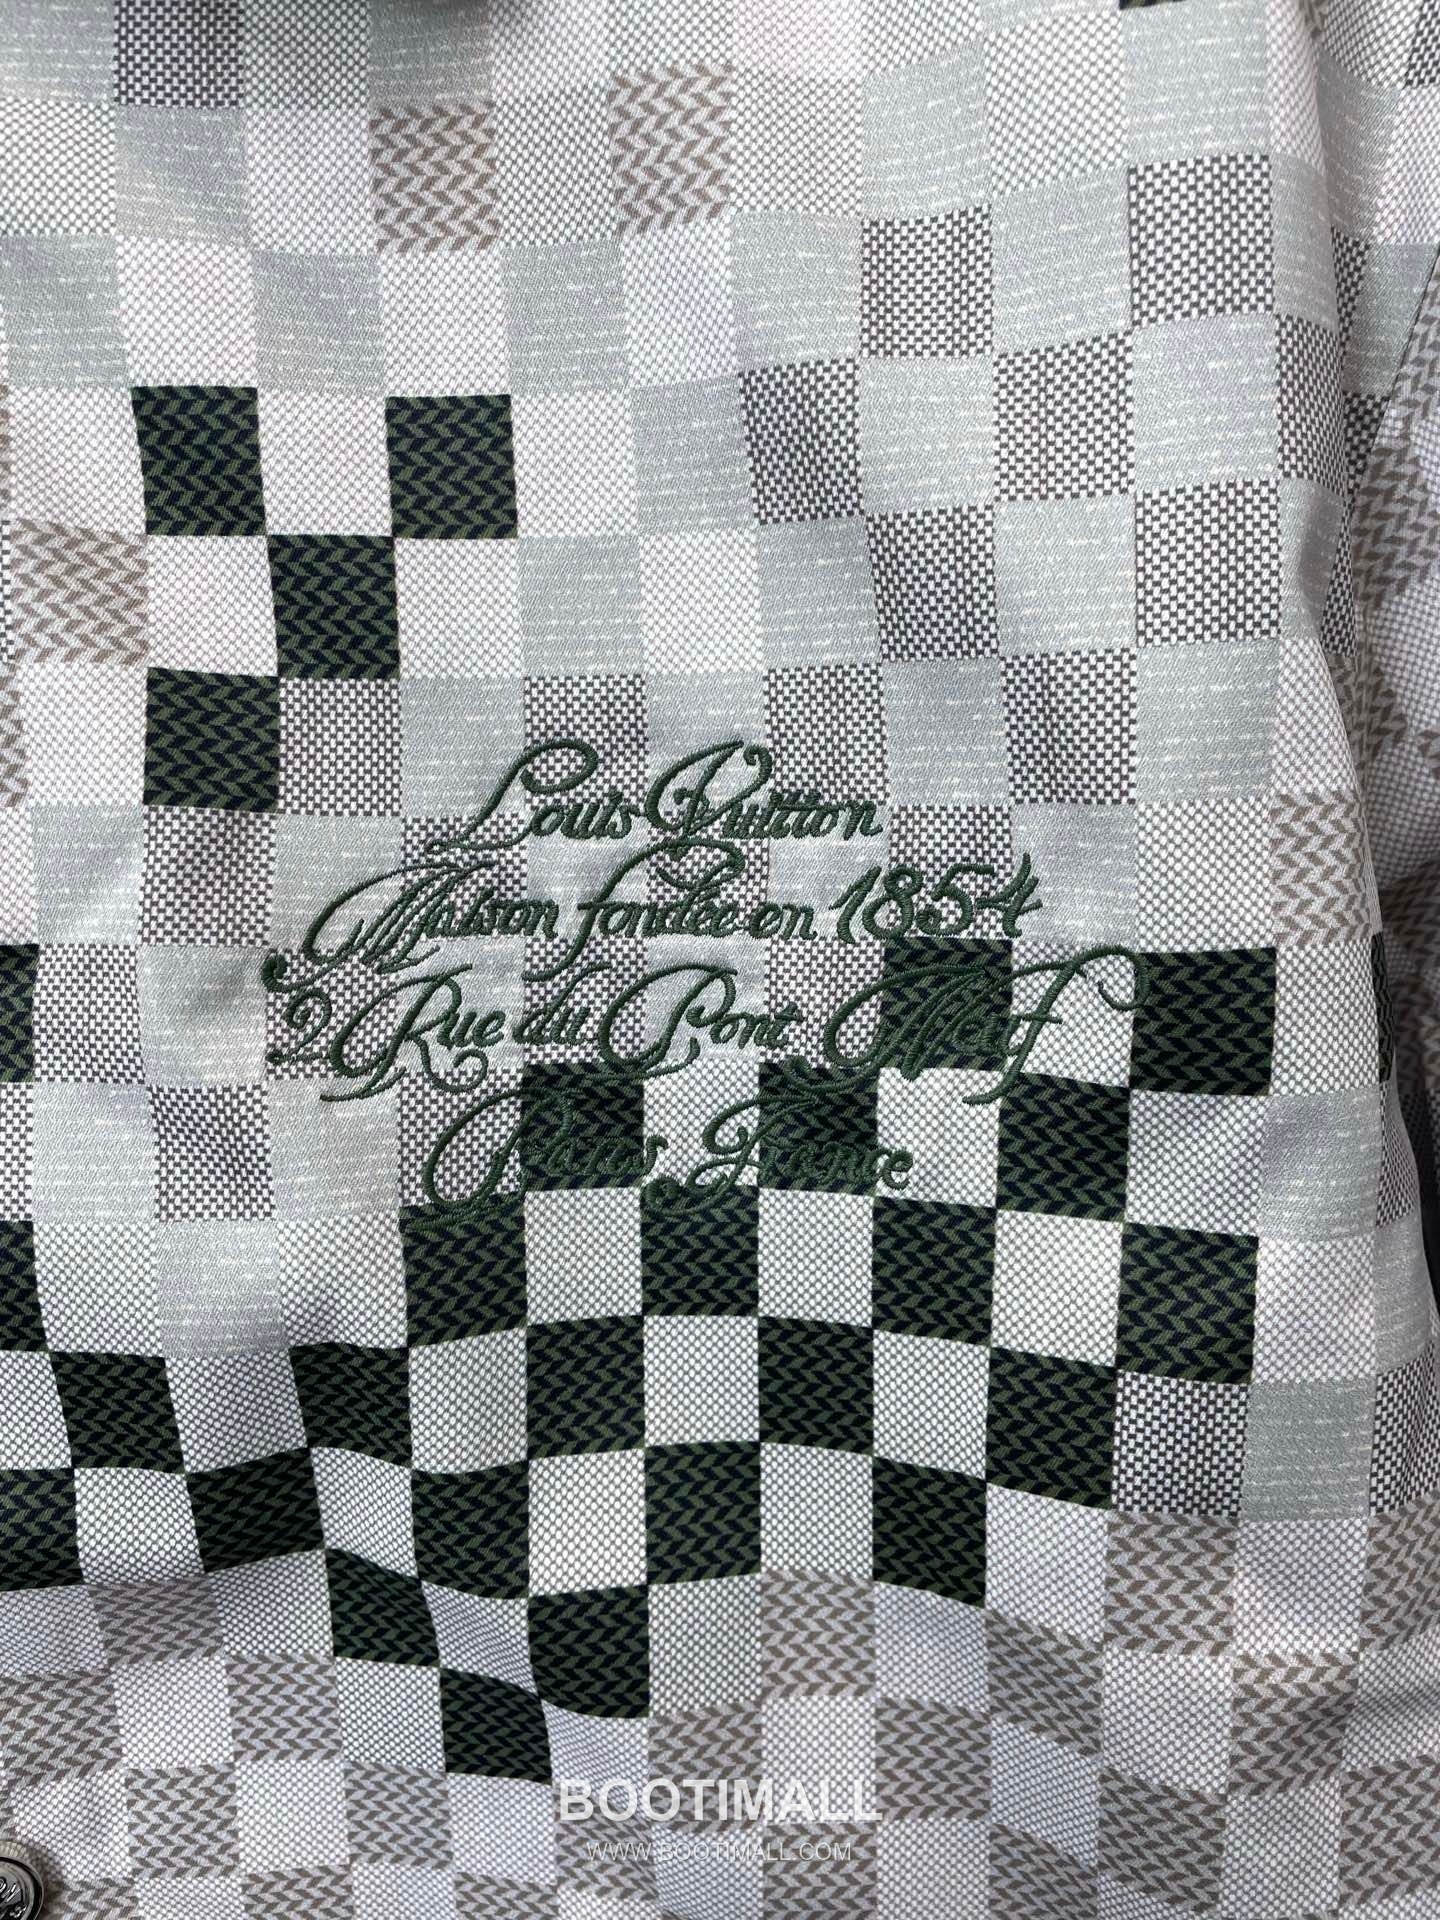 Louis Vuitton
Maison fondée en 1854
2 Rue du Pont Neuf
Paris France
BOOTIMALL
WWW.BOOTIMALL.COM